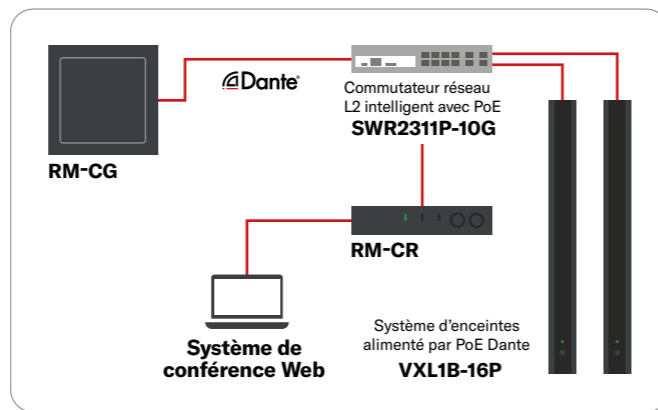 Dante®
Commutateur réseau
L2 intelligent avec PoE
SWR2311P-10G
RM-CG
RM-CR
Système de
conférence Web
Système d'enceintes
alimenté par PoE Dante
VXL1B-16P